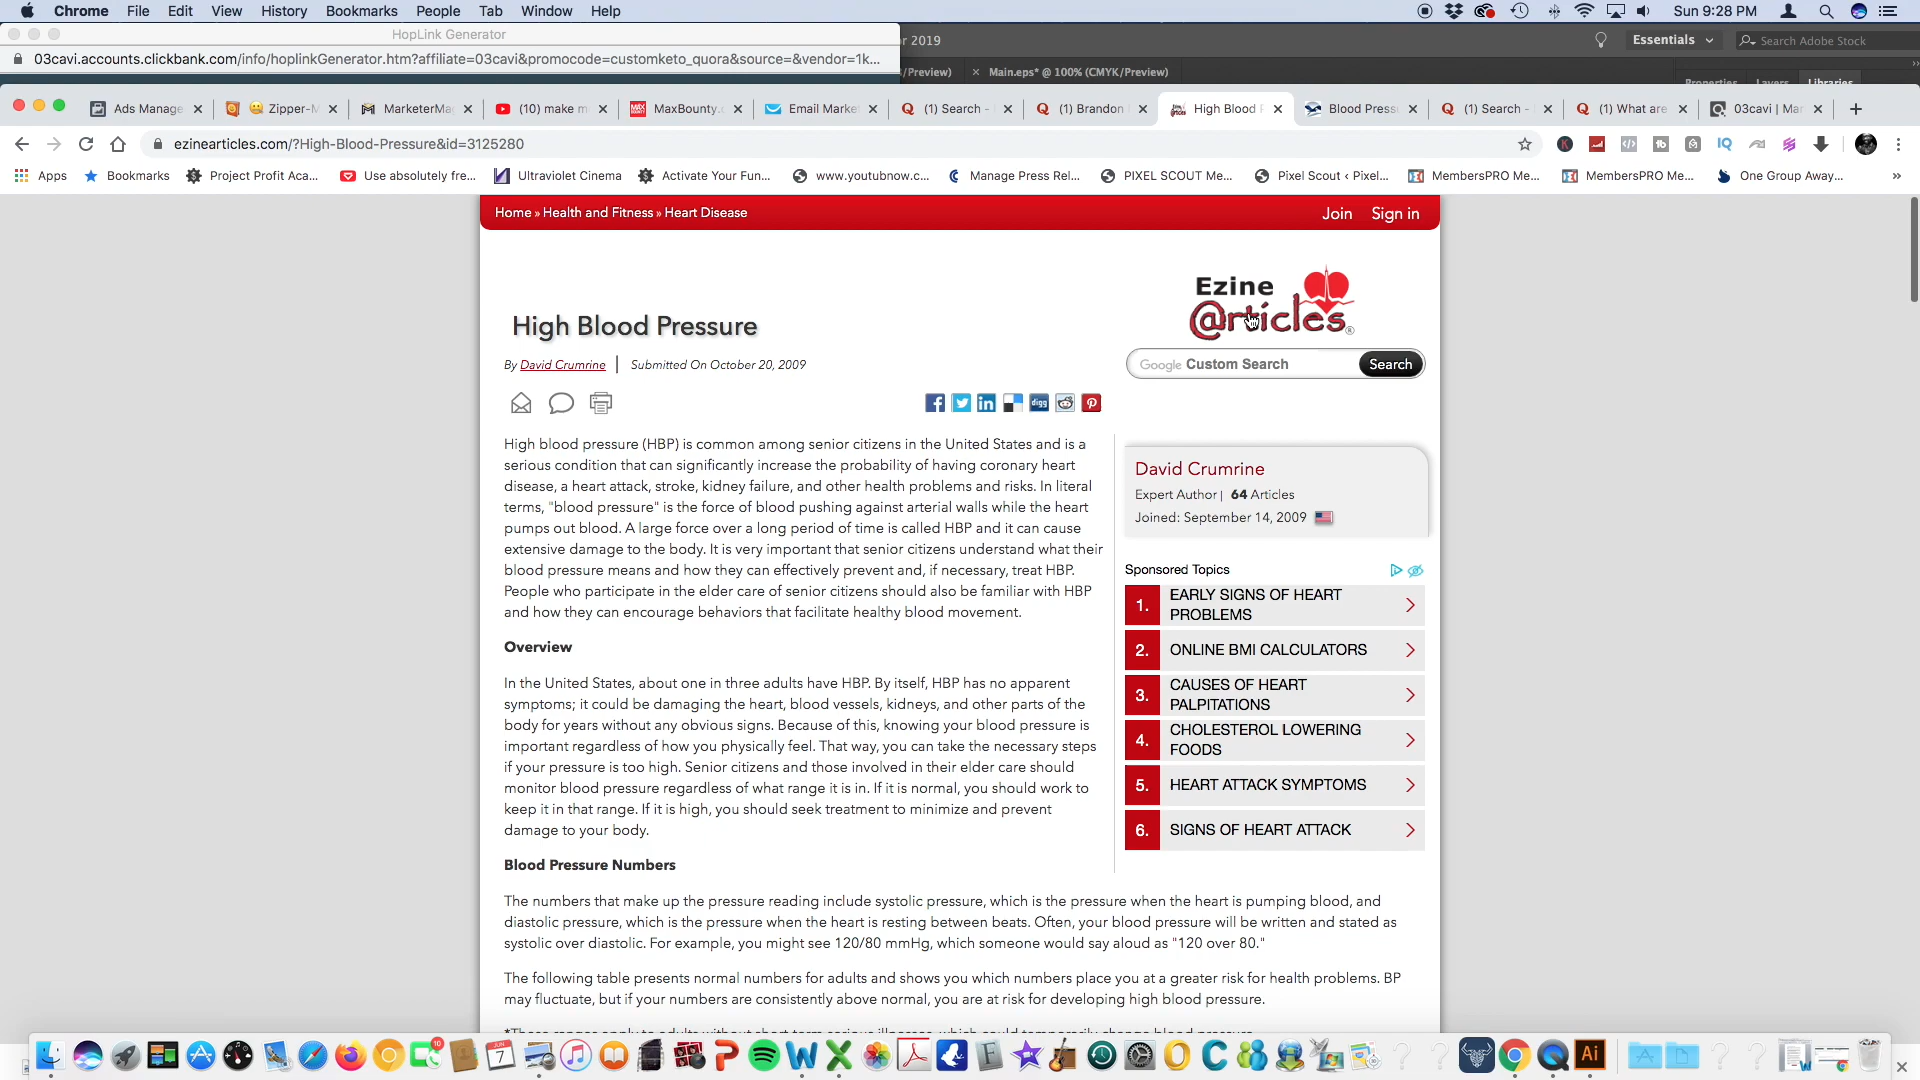 Chrome File Edit View History Bookmarks People Tab Window Help
Sun 9:28 PM
HopLink Generator
r 2019
Essentials
Search Adobe Stock
03cavi.accounts.clickbank.com/info/hoplinkGenerator.htm?affiliate=03cavi&promocode=customketo_quora&source=&vendor=1k...
/Preview) × Main.eps* @ 100% (CMYK/Preview)
Properties Layers Libraries
Ads Manage
Zipper-M
MarketerMa
(10) make m
MaxBounty.c
Email Marke
(1) Search -
(1) Brandon
High Blood P
Blood Press
(1) Search -
(1) What are
03cavi | Mar
ezinearticles.com/?High-Blood-Pressure&id=3125280
Apps
Bookmarks
Project Profit Aca...
Use absolutely fre...
Ultraviolet Cinema
Activate Your Fun...
www.youtubnow.c...
Manage Press Rel...
PIXEL SCOUT Me...
Pixel Scout ‹ Pixel...
MembersPRO Me...
MembersPRO Me...
One Group Away...
»
Home » Health and Fitness » Heart Disease
Join Sign in
Ezine
@rticles®
High Blood Pressure
By David Crumrine | Submitted On October 20, 2009
Google Custom Search
Search
digg
High blood pressure (HBP) is common among senior citizens in the United States and is a
serious condition that can significantly increase the probability of having coronary heart
disease, a heart attack, stroke, kidney failure, and other health problems and risks. In literal
terms, "blood pressure" is the force of blood pushing against arterial walls while the heart
pumps out blood. A large force over a long period of time is called HBP and it can cause
extensive damage to the body. It is very important that senior citizens understand what their
blood pressure means and how they can effectively prevent and, if necessary, treat HBP.
People who participate in the elder care of senior citizens should also be familiar with HBP
and how they can encourage behaviors that facilitate healthy blood movement.
Overview
In the United States, about one in three adults have HBP. By itself, HBP has no apparent
symptoms; it could be damaging the heart, blood vessels, kidneys, and other parts of the
body for years without any obvious signs. Because of this, knowing your blood pressure is
important regardless of how you physically feel. That way, you can take the necessary steps
if your pressure is too high. Senior citizens and those involved in their elder care should
monitor blood pressure regardless of what range it is in. If it is normal, you should work to
keep it in that range. If it is high, you should seek treatment to minimize and prevent
damage to your body.
Blood Pressure Numbers
The numbers that make up the pressure reading include systolic pressure, which is the pressure when the heart is pumping blood, and
diastolic pressure, which is the pressure when the heart is resting between beats. Often, your blood pressure will be written and stated as
systolic over diastolic. For example, you might see 120/80 mmHg, which someone would say aloud as "120 over 80."
The following table presents normal numbers for adults and shows you which numbers place you at a greater risk for health problems. BP
may fluctuate, but if your numbers are consistently above normal, you are at risk for developing high blood pressure.
David Crumrine
Expert Author | 64 Articles
Joined: September 14, 2009
Sponsored Topics
1. EARLY SIGNS OF HEART
PROBLEMS
2. ONLINE BMI CALCULATORS
3. CAUSES OF HEART
PALPITATIONS
4. CHOLESTEROL LOWERING
FOODS
5. HEART ATTACK SYMPTOMS
6. SIGNS OF HEART ATTACK
10
JUN
7
Ai